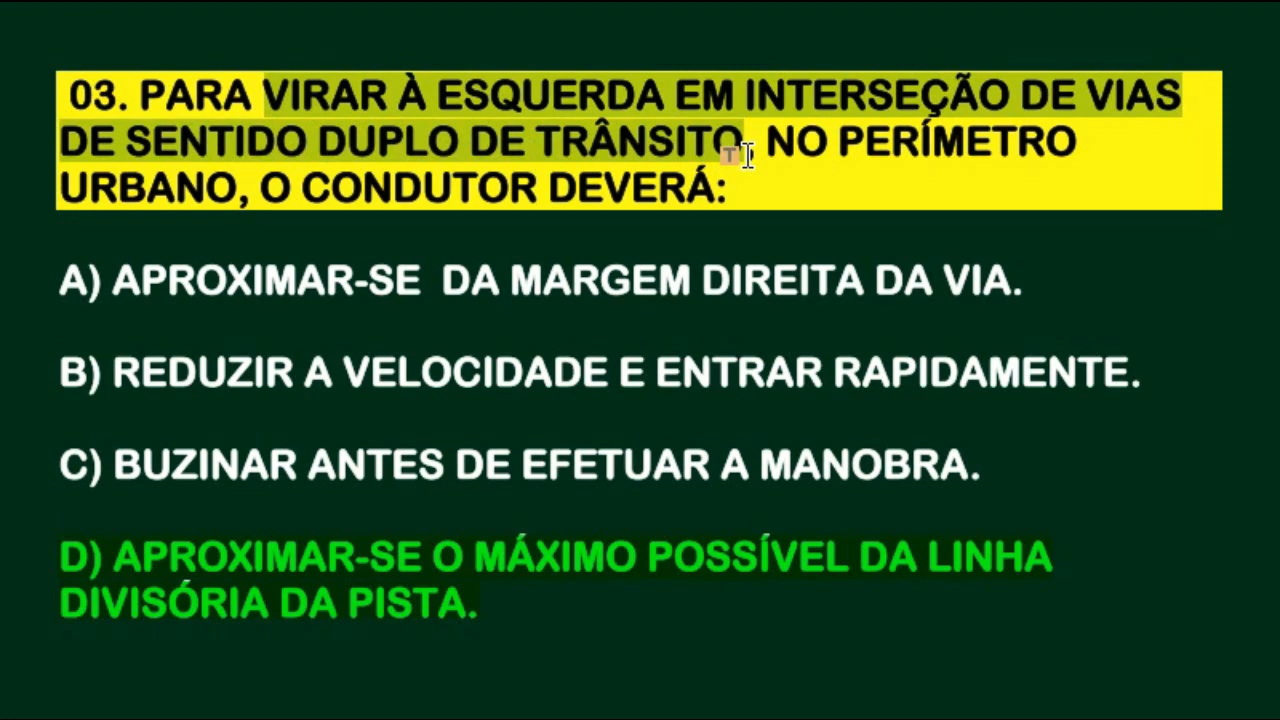 03. PARA VIRAR À ESQUERDA EM INTERSEÇÃO DE VIAS
DE SENTIDO DUPLO DE TRÂNSITO, NO PERÍMETRO
URBANO, O CONDUTOR DEVERÁ:
A) APROXIMAR-SE DA MARGEM DIREITA DA VIA.
B) REDUZIR A VELOCIDADE E ENTRAR RAPIDAMENTE.
C) BUZINAR ANTES DE EFETUAR A MANOBRA.
D) APROXIMAR-SE O MÁXIMO POSSÍVEL DA LINHA
DIVISÓRIA DA PISTA.